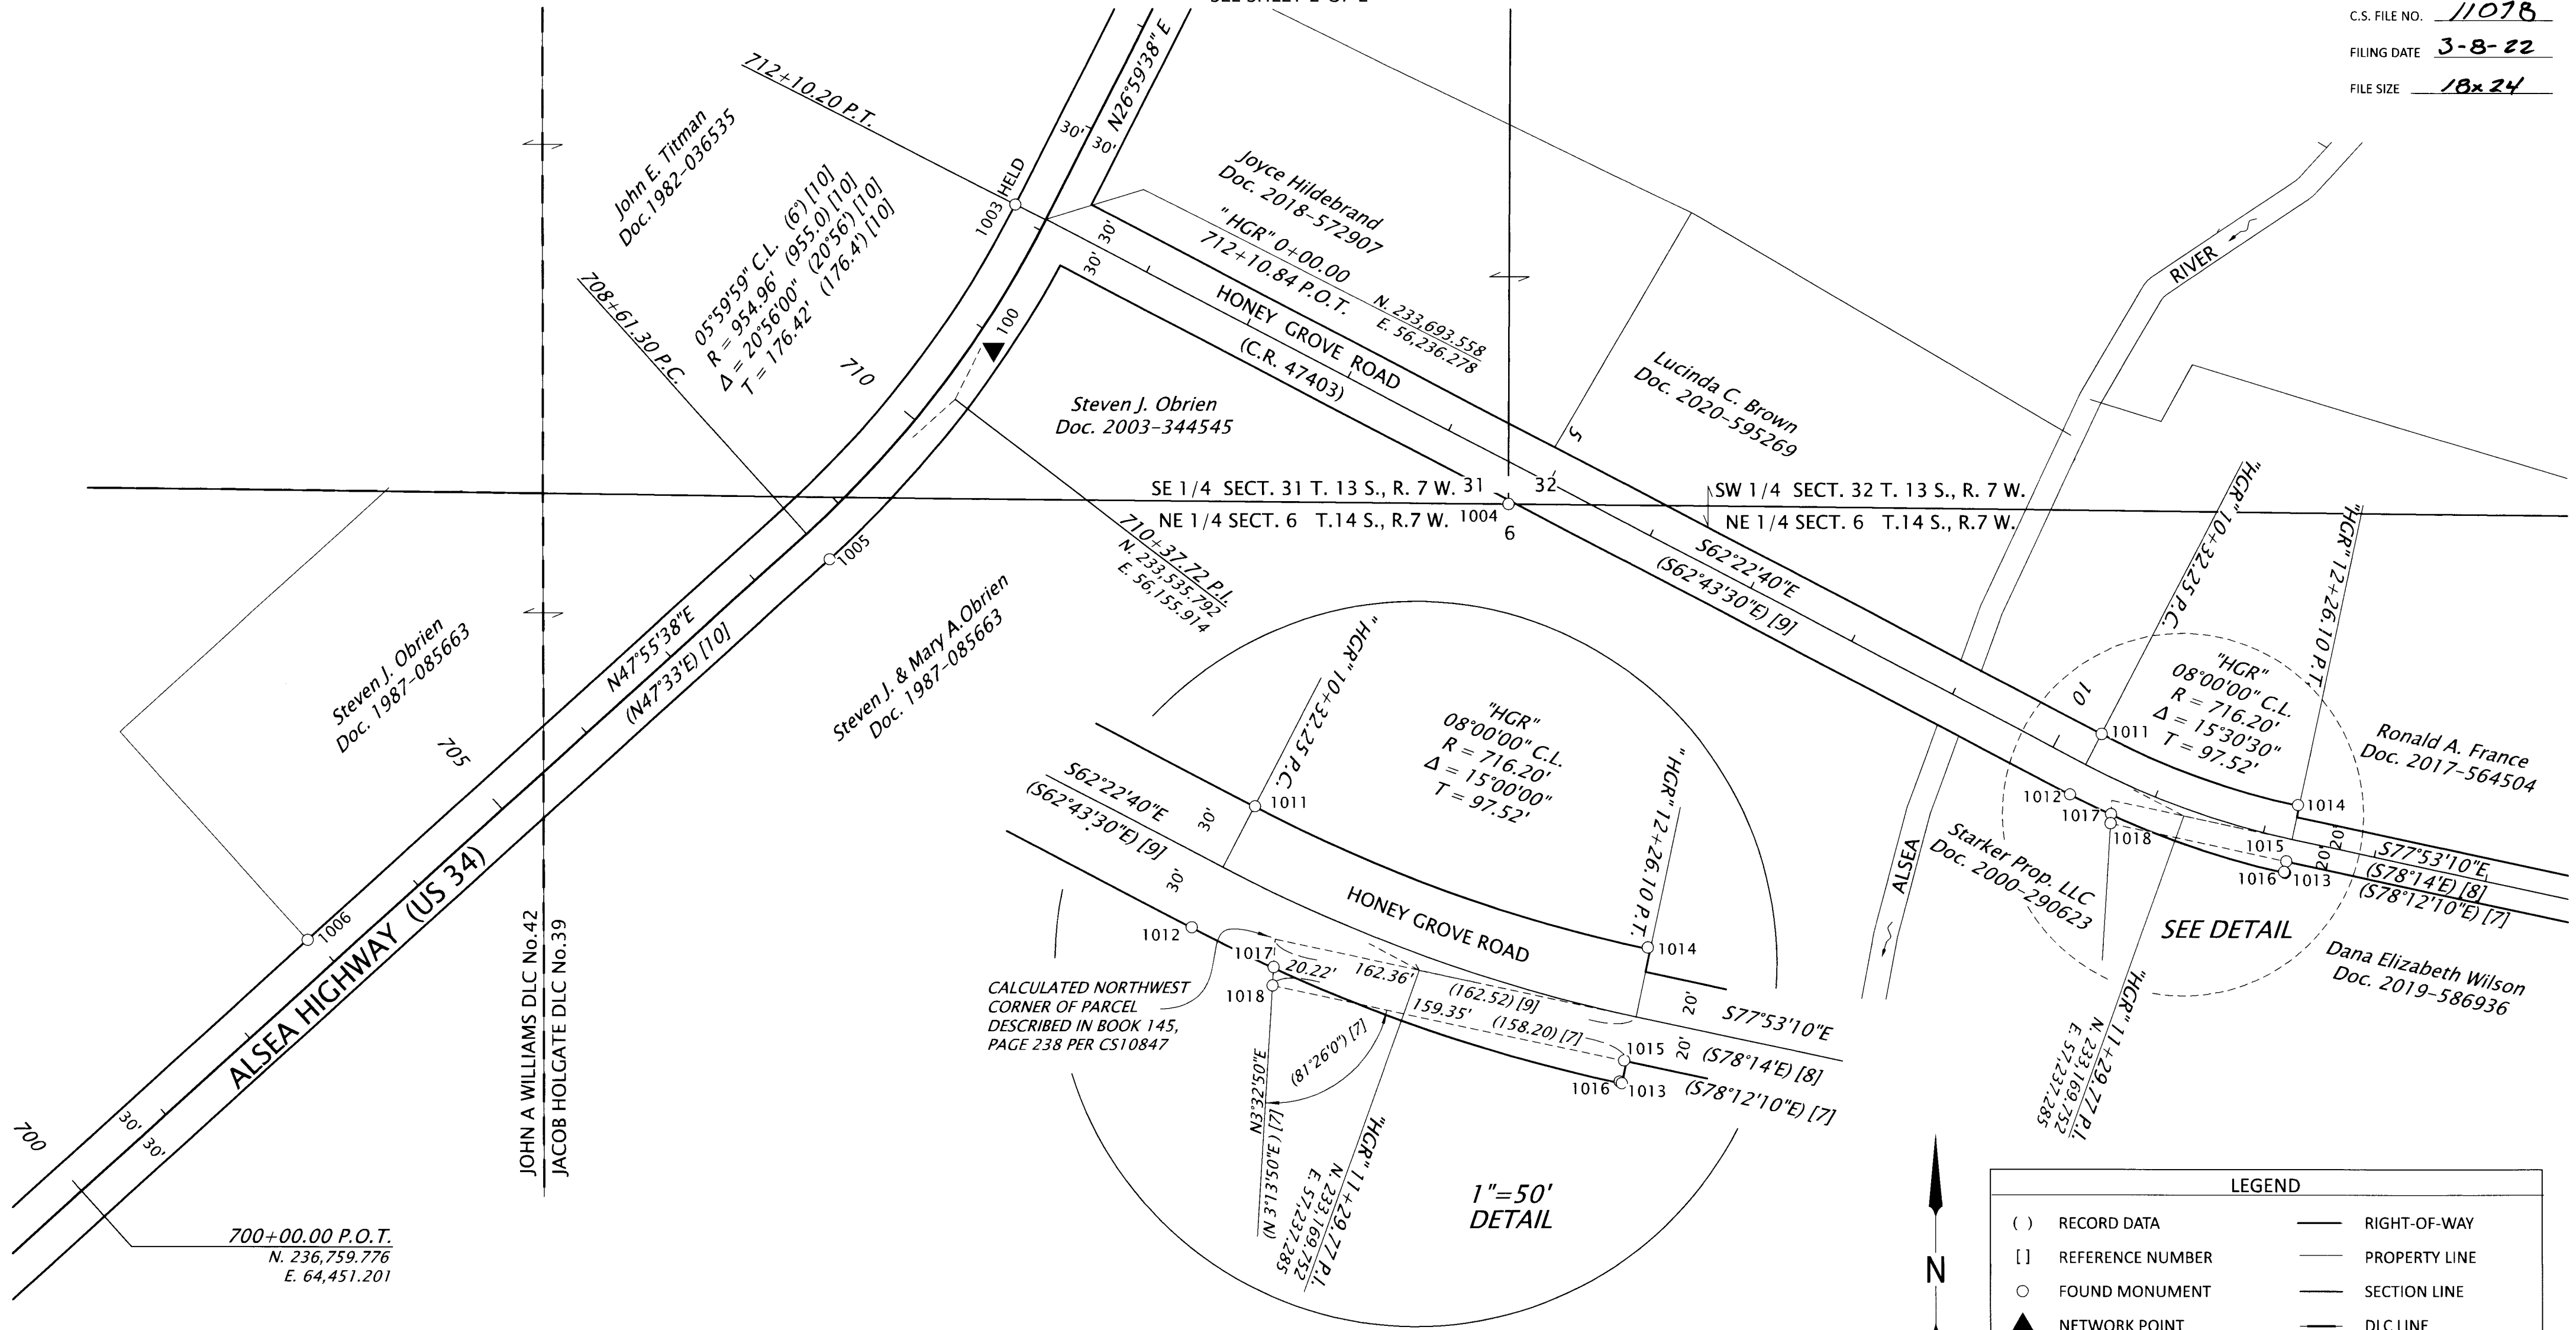 C.S. FILE NO. 11078
FILING DATE 3-8-22
FILE SIZE 18x24
712+10.20 P.T.
N26°59'38" E
30'
30'
John E. Titman
Doc.1982-036535
1003 HELD
05°59'59" C.L. (6°) [10]
R = 954.96' (955.0) [10]
Δ = 20°56'00" (20°56') [10]
T = 176.42' (176.4') [10]
708+61.30 P.C.
710
100
30'
30'
Joyce Hildebrand
Doc. 2018-572907
"HGR" 0+00.00
712+10.84 P.O.T.
N. 233,693.558
E. 56,236.278
HONEY GROVE ROAD
(C.R. 47403)
Steven J. Obrien
Doc. 2003-344545
Lucinda C. Brown
Doc. 2020-595269
5
RIVER
SE 1/4 SECT. 31 T. 13 S., R. 7 W.
31
32
SW 1/4 SECT. 32 T. 13 S., R. 7 W.
NE 1/4 SECT. 6 T.14 S., R.7 W.
1004
6
NE 1/4 SECT. 6 T.14 S., R.7 W.
710+37.72 P.I.
N. 233,535.792
E. 56,155.914
1005
S62°22'40"E
(S62°43'30"E) [9]
"HGR" 10+32.25 P.C.
"HGR" 12+26.10 P.T.
Steven J. Obrien
Doc. 1987-085663
N47°55'38"E
(N47°33'E) [10]
Steven J. & Mary A.Obrien
Doc. 1987-085663
705
1006
ALSEA HIGHWAY (US 34)
JOHN A WILLIAMS DLC No.42
JACOB HOLGATE DLC No.39
700
30'
30'
700+00.00 P.O.T.
N. 236,759.776
E. 64,451.201
10
"HGR"
08°00'00" C.L.
R = 716.20'
Δ = 15°30'30"
T = 97.52'
1011
1012
1017
1018
1014
1015
1016
1013
20'
20'
Ronald A. France
Doc. 2017-564504
S77°53'10"E
(S78°14'E) [8]
(S78°12'10"E) [7]
Starker Prop. LLC
Doc. 2000-290623
SEE DETAIL
Dana Elizabeth Wilson
Doc. 2019-586936
"HGR" 11+29.77 P.I.
N. 233,169.752
E. 57,237.285
ALSEA
"HGR" 10+32.25 P.C.
"HGR"
08°00'00" C.L.
R = 716.20'
Δ = 15°00'00"
T = 97.52'
"HGR" 12+26.10 P.T.
S62°22'40"E
(S62°43'30"E) [9]
30'
30'
1011
HONEY GROVE ROAD
1014
1012
1017
1018
20.22'
162.36'
(162.52) [9]
159.35'
(158.20) [7]
20'
20'
S77°53'10"E
1015
(S78°14'E) [8]
1016
1013
(S78°12'10"E) [7]
CALCULATED NORTHWEST
CORNER OF PARCEL
DESCRIBED IN BOOK 145,
PAGE 238 PER CS10847
(81°26'0") [7]
N3°32'50"E
(N 3°13'50"E ) [7]
"HGR" 11+29.77 P.I.
N. 233,169.752
E. 57,237.285
1"=50'
DETAIL
N
LEGEND
( ) RECORD DATA
[ ] REFERENCE NUMBER
FOUND MONUMENT
NETWORK POINT
RIGHT-OF-WAY
PROPERTY LINE
SECTION LINE
DLC LINE